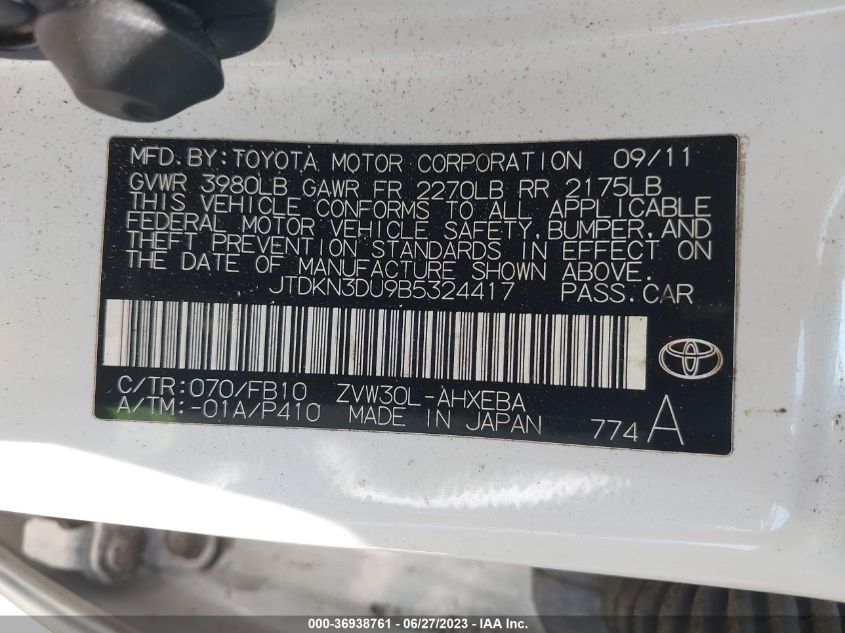 MFD. BY: TOYOTA MOTOR CORPORATION 09/11
GVWR 3980LB GAWR FR 2270LB RR 2175LB
THIS VEHICLE CONFORMS TO ALL APPLICABLE
FEDERAL MOTOR VEHICLE SAFETY, BUMPER, AND
THEFT PREVENTION STANDARDS IN EFFECT ON
THE DATE OF MANUFACTURE SHOWN ABOVE.
JTDKN3DU9B5324417 PASS. CAR
C/TR: 070/FB10 ZVW30L-AHXEBA
A/TM: -01A/P410 MADE IN JAPAN 774 A
000-36938761 - 06/27/2023 - IAA Inc.